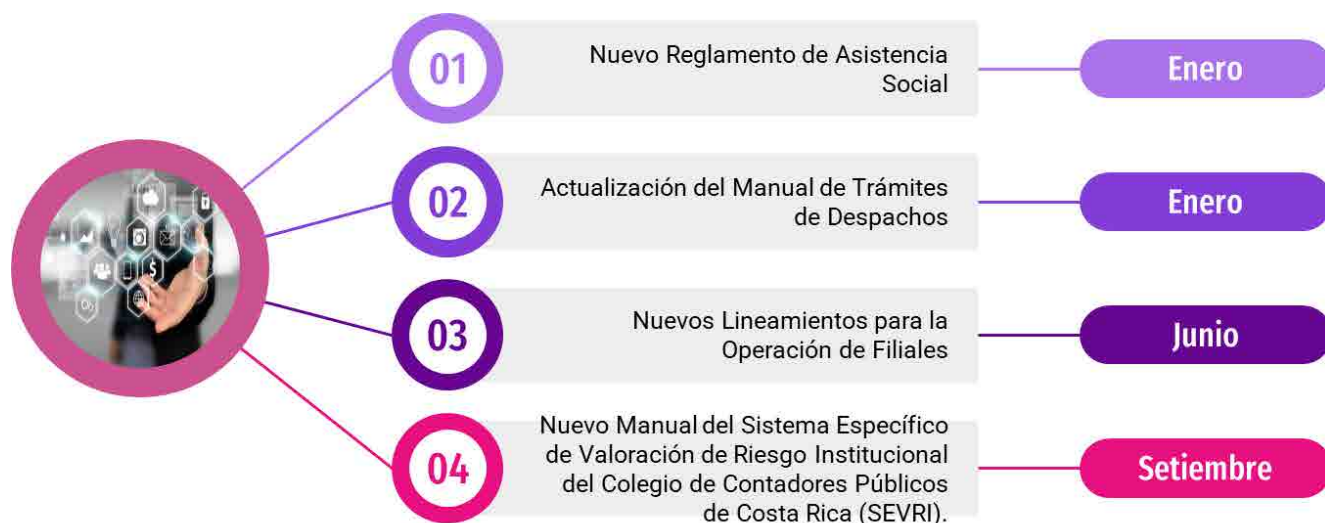 01
Nuevo Reglamento de Asistencia
Social
Enero
02
Actualización del Manual de Trámites
de Despachos
Enero
03
Nuevos Lineamientos para la
Operación de Filiales
Junio
04
Nuevo Manual del Sistema Específico
de Valoración de Riesgo Institucional
del Colegio de Contadores Públicos
de Costa Rica (SEVRI).
Setiembre